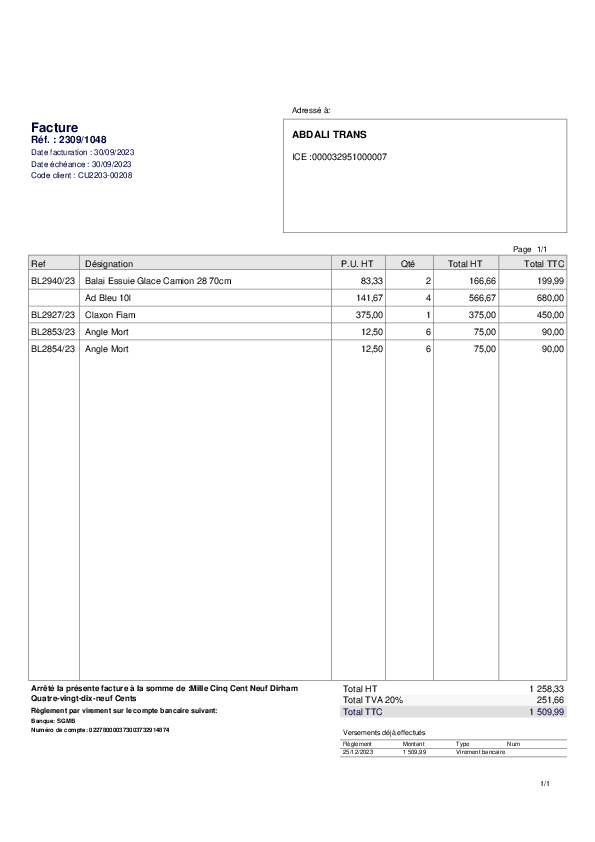 Adressé à:
Facture
Réf. : 2309/1048
Date facturation : 30/09/2023
Date échéance : 30/09/2023
Code client : CU2203-00208
ABDALI TRANS
ICE :000032951000007
Page 1/1
Ref Désignation P.U. HT Qté Total HT Total TTC
BL2940/23 Balai Essuie Glace Camion 28 70cm 83,33 2 166,66 199,99
Ad Bleu 10l 141,67 4 566,67 680,00
BL2927/23 Claxon Fiam 375,00 1 375,00 450,00
BL2853/23 Angle Mort 12,50 6 75,00 90,00
BL2854/23 Angle Mort 12,50 6 75,00 90,00
Arrêté la présente facture à la somme de :Mille Cinq Cent Neuf Dirham
Quatre-vingt-dix-neuf Cents
Règlement par virement sur le compte bancaire suivant:
Banque: SGMB
Numéro de compte: 022780000373003732914874
Total HT 1 258,33
Total TVA 20% 251,66
Total TTC 1 509,99
Versements déjà effectués
Règlement Montant Type Num
25/12/2023 1 509,99 Virement bancaire
1/1